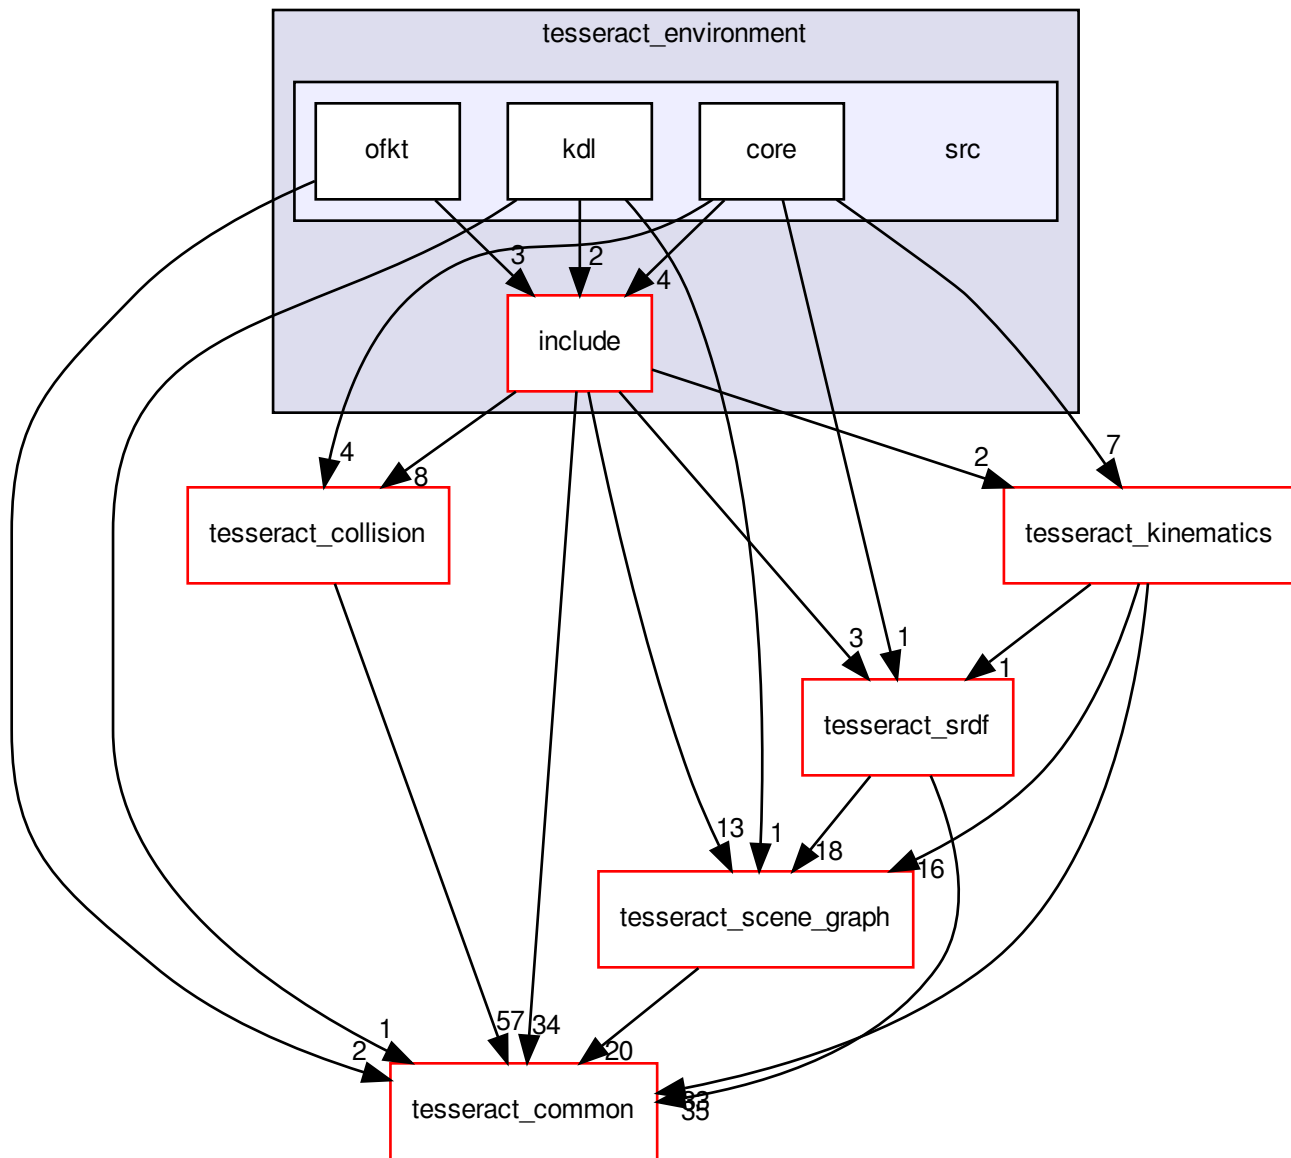 tesseract_environment
ofkt
kdl
core
src
3
2
4
include
4
8
2
7
tesseract_collision
tesseract_kinematics
3
1
1
tesseract_srdf
13
1
18
16
tesseract_scene_graph
2
1
57
34
20
tesseract_common
35